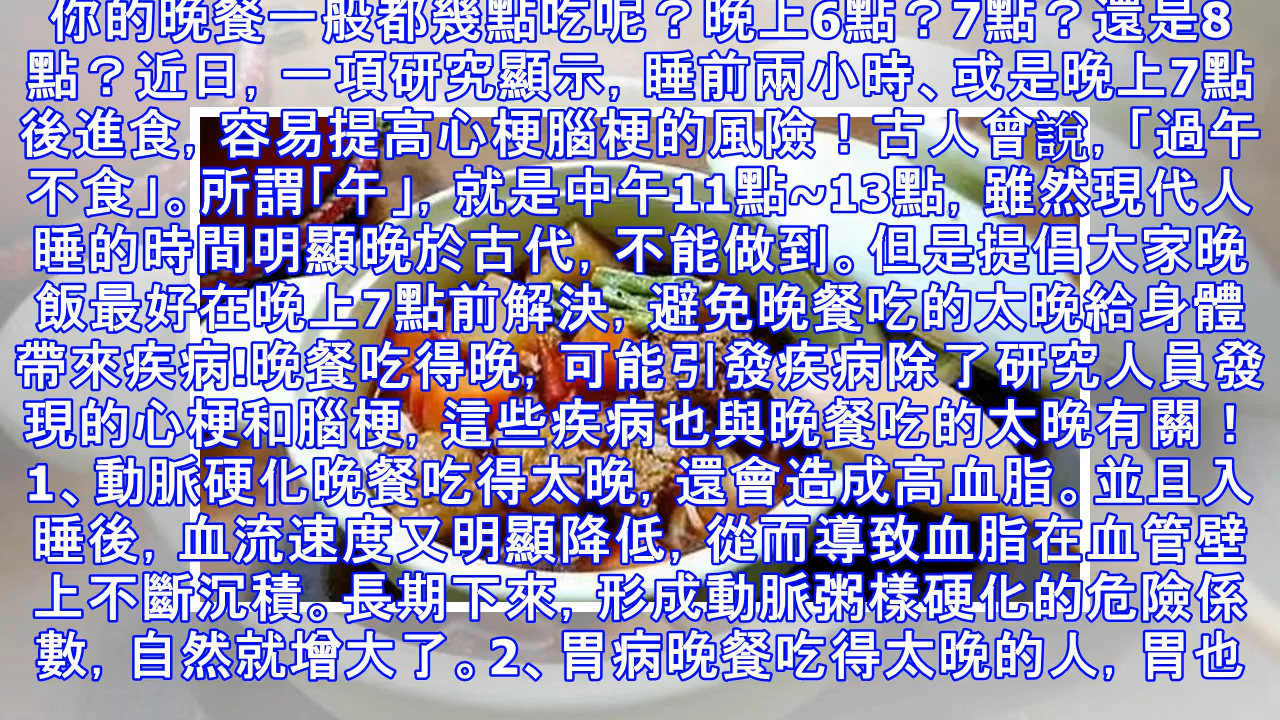 你的晚餐一般都幾點吃呢？晚上6點？7點？還是8
點？近日, 一項研究顯示, 睡前兩小時、或是晚上7點
後進食, 容易提高心梗腦梗的風險！古人曾說, 「過午
不食」。所謂「午」, 就是中午11點~13點, 雖然現代人
睡的時間明顯晚於古代, 不能做到。但是提倡大家晚
飯最好在晚上7點前解決, 避免晚餐吃的太晚給身體
帶來疾病!晚餐吃得晚, 可能引發疾病除了研究人員發
現的心梗和腦梗, 這些疾病也與晚餐吃的太晚有關！
1、動脈硬化晚餐吃得太晚, 還會造成高血脂。並且入
睡後, 血流速度又明顯降低, 從而導致血脂在血管壁
上不斷沉積。長期下來, 形成動脈粥樣硬化的危險係
數, 自然就增大了。2、胃病晚餐吃得太晚的人, 胃也